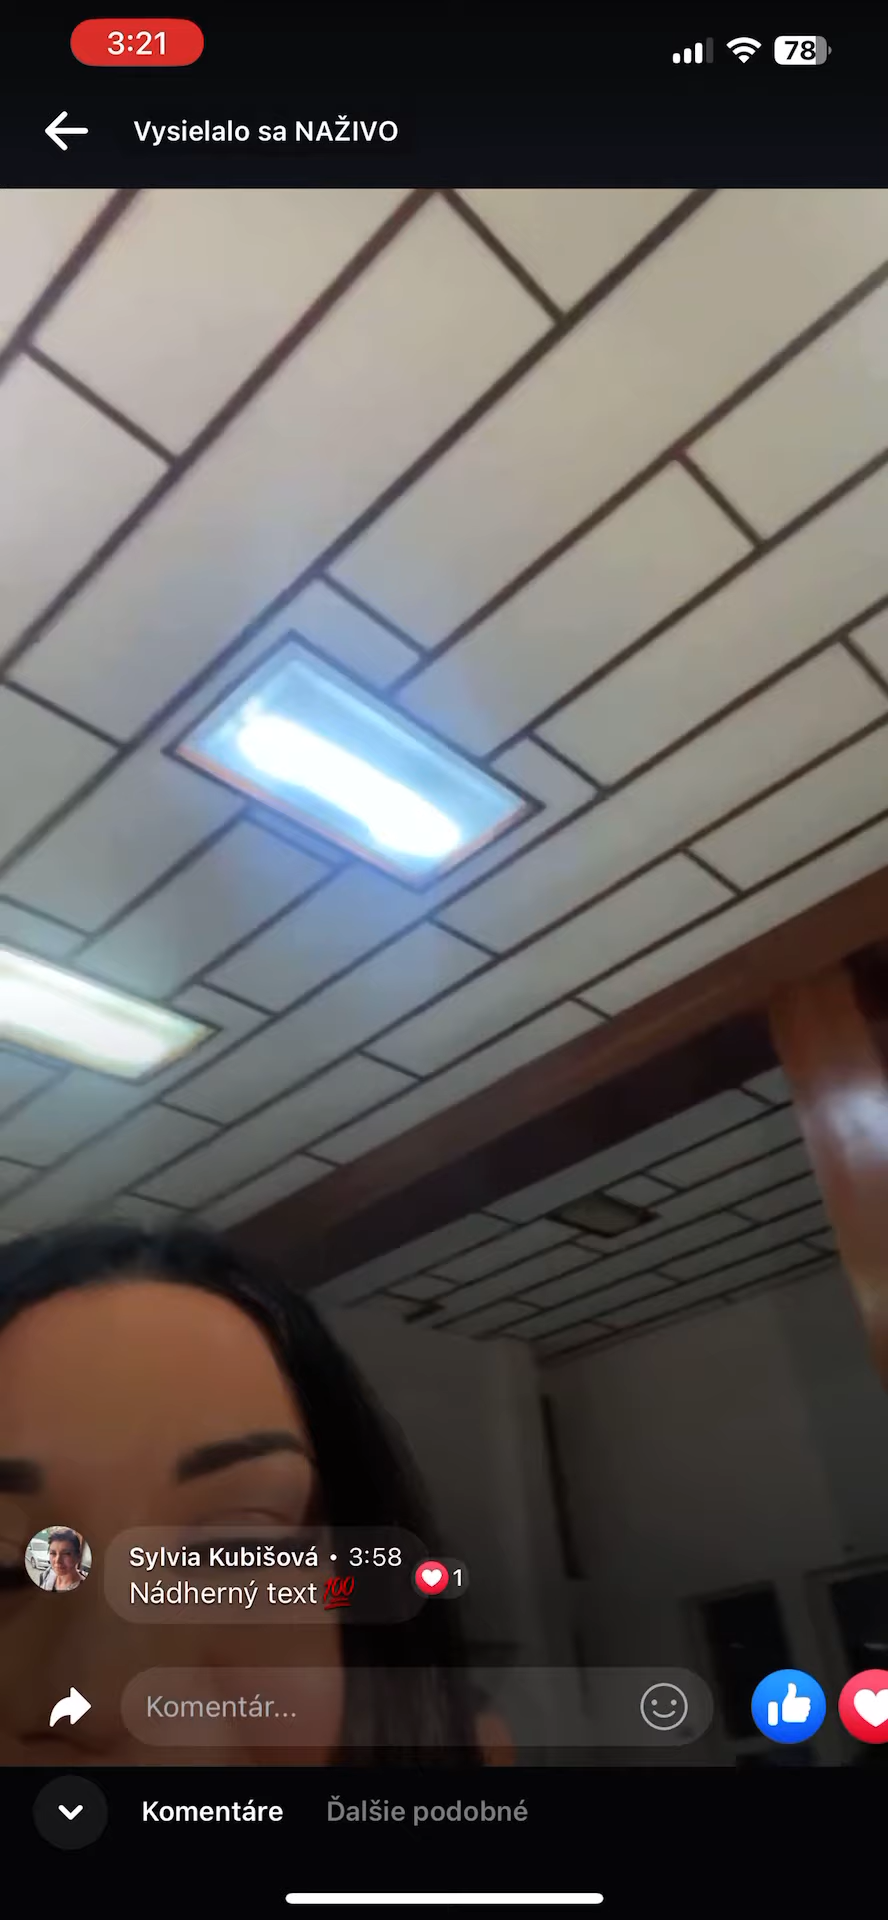 3:21
78
Vysielalo sa NAŽIVO
Sylvia Kubišová • 3:58
Nádherný text💯
1
Komentár...
Komentáre Ďalšie podobné